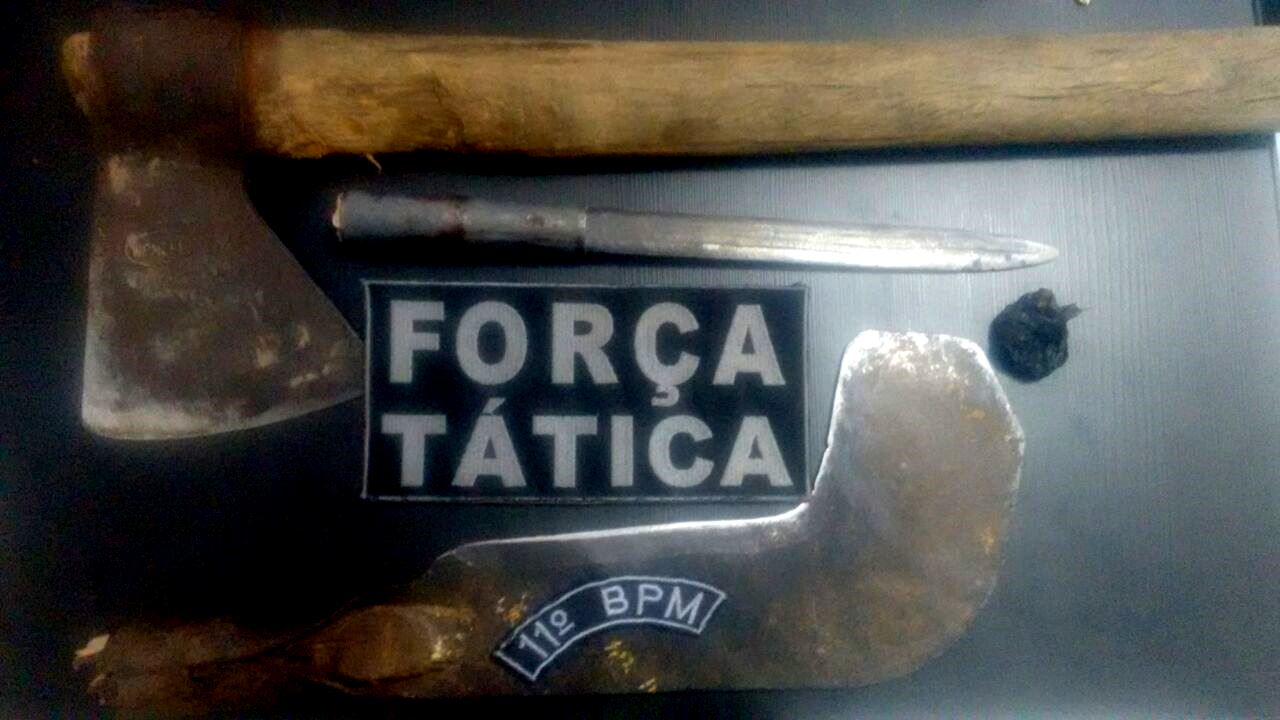 FORÇA
TÁTICA
11º BPM